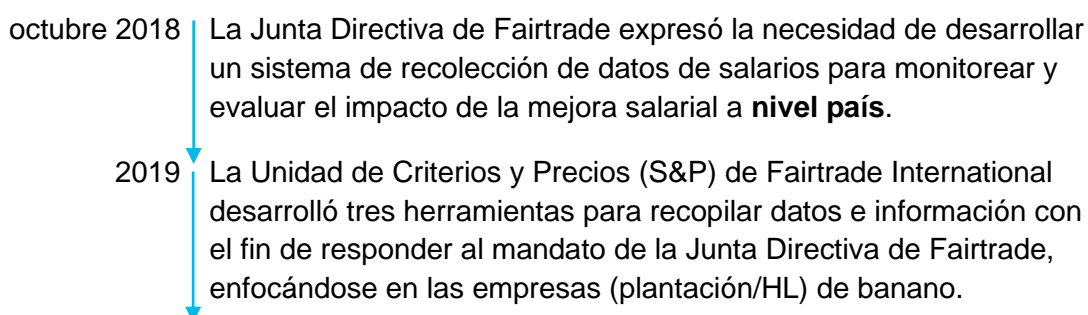 octubre 2018 La Junta Directiva de Fairtrade expresó la necesidad de desarrollar
un sistema de recolección de datos de salarios para monitorear y
evaluar el impacto de la mejora salarial a nivel país.
2019 La Unidad de Criterios y Precios (S&P) de Fairtrade International
desarrolló tres herramientas para recopilar datos e información con
el fin de responder al mandato de la Junta Directiva de Fairtrade,
enfocándose en las empresas (plantación/HL) de banano.